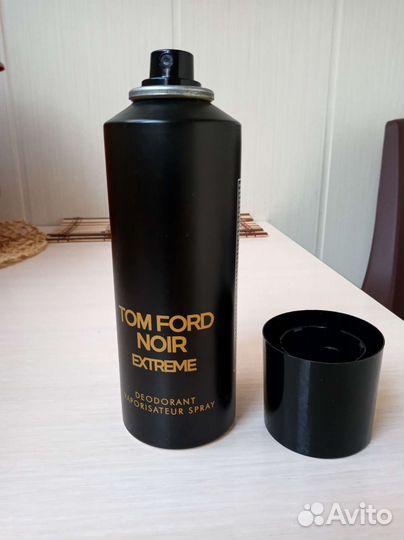 TOM FORD
NOIR
EXTREME
DEODORANT
VAPORISATEUR SPRAY
Avito